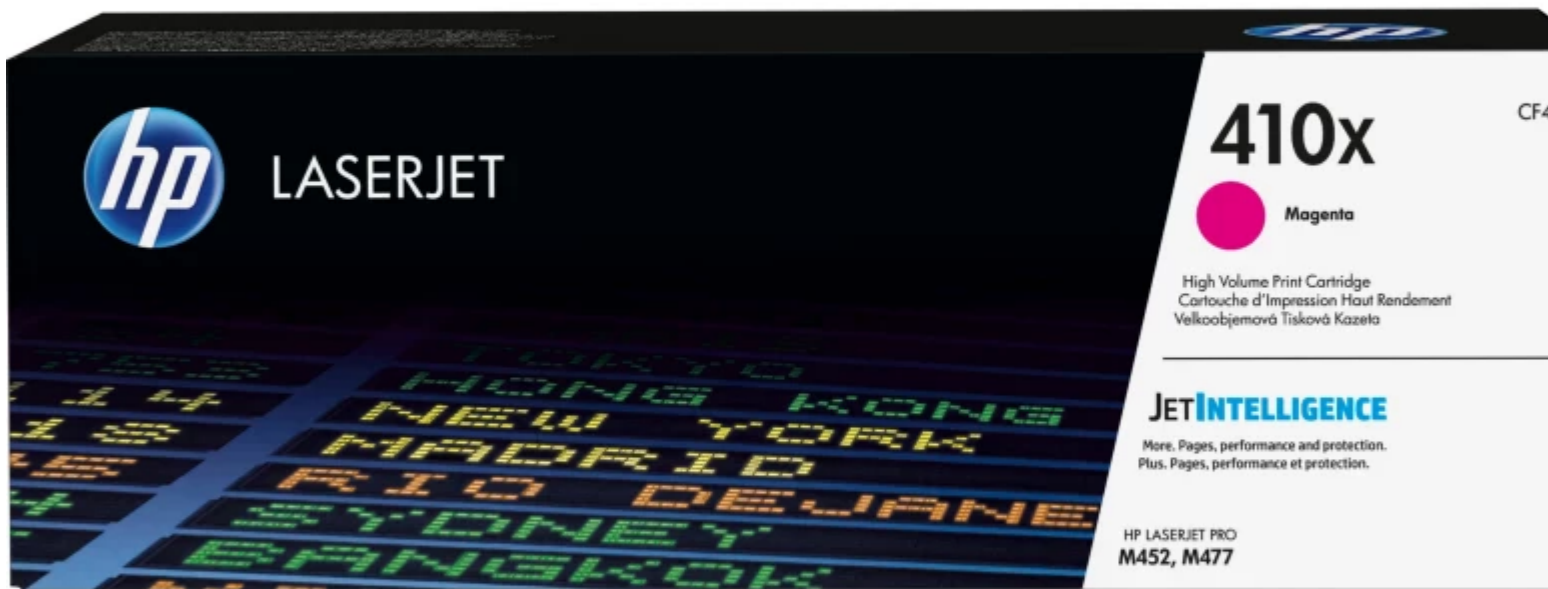 hp
hp
LASERJET
410x
CF4
Magenta
High Volume Print Cartridge
Cartouche d'Impression Haut Rendement
Velkoobjemová Tisková Kazeta
TOKYO
HONG KONG
NEW YORK
MADRID
RIO DEJANE
SYDNEY
BANGKOK
JETINTELLIGENCE
More. Pages, performance and protection.
Plus. Pages, performance et protection.
HP LASERJET PRO
M452, M477